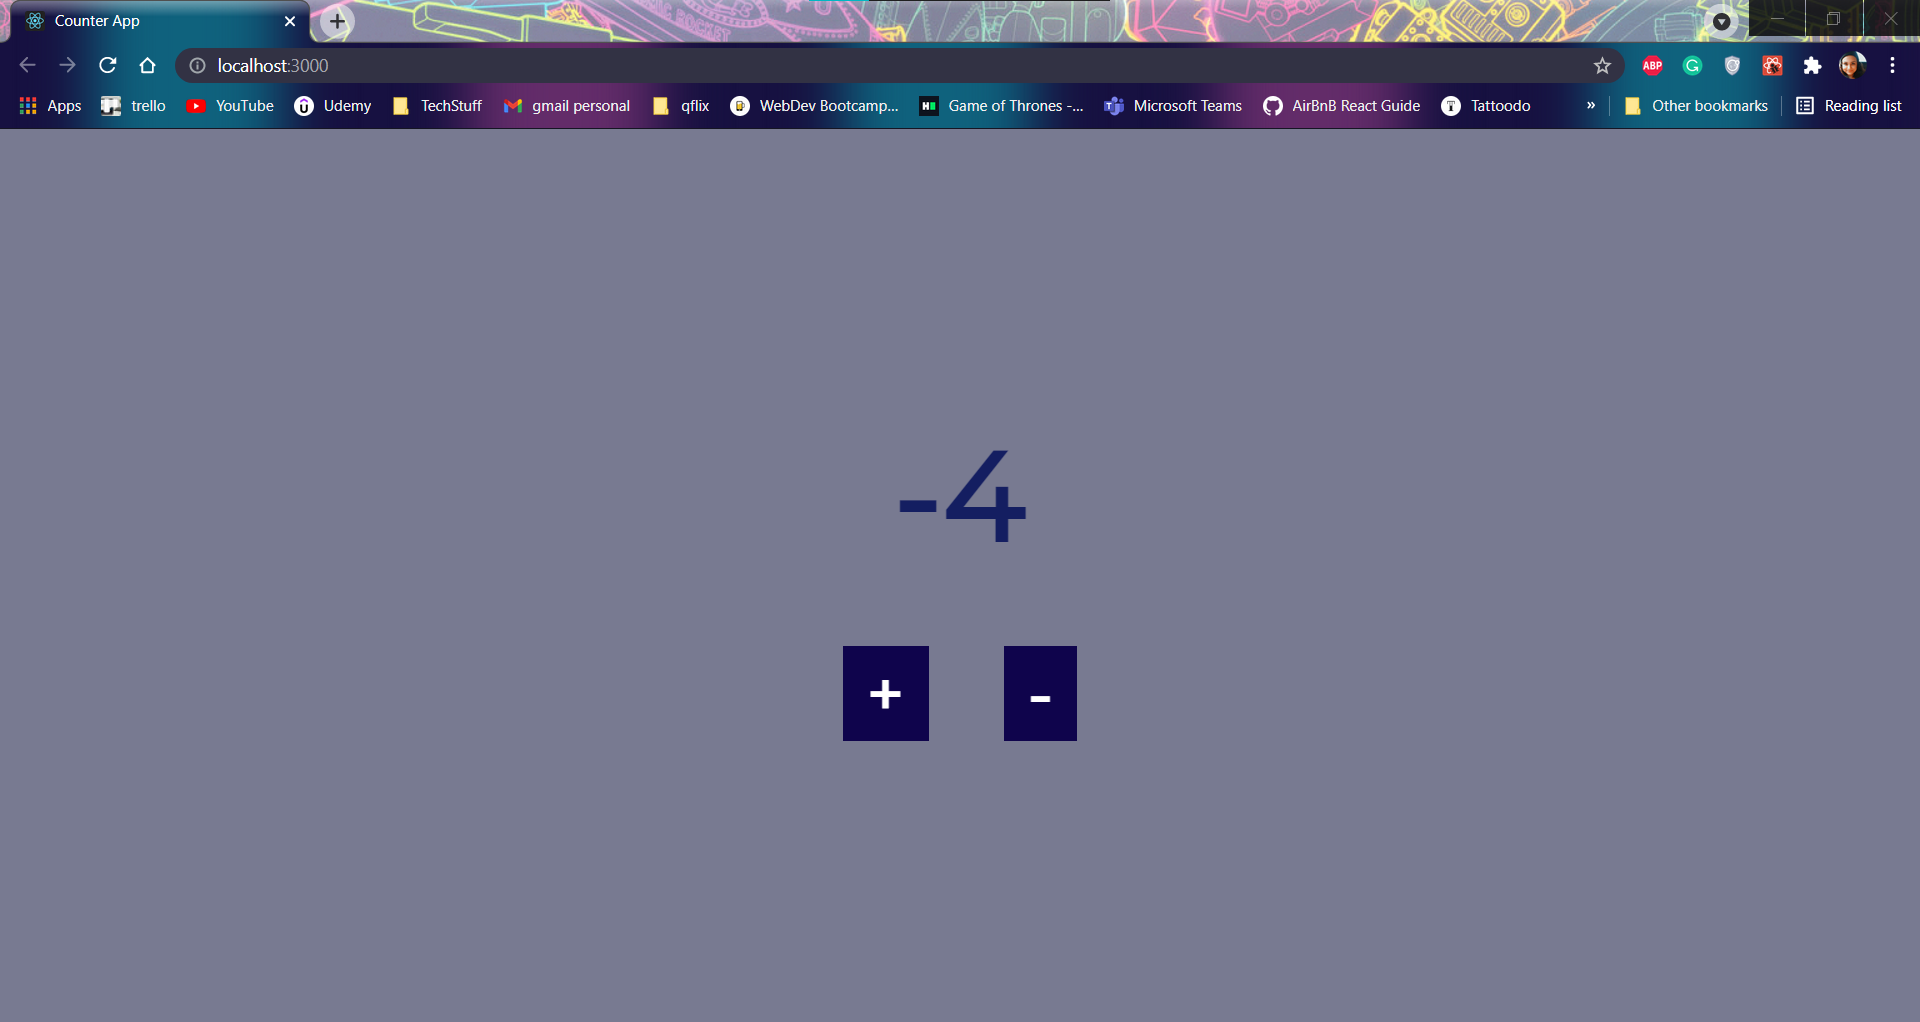 Counter App
localhost:3000
ABP
Apps trello YouTube Udemy TechStuff gmail personal qflix WebDev Bootcamp... Game of Thrones -... Microsoft Teams AirBnB React Guide Tattoodo » Other bookmarks Reading list
-4
+ -